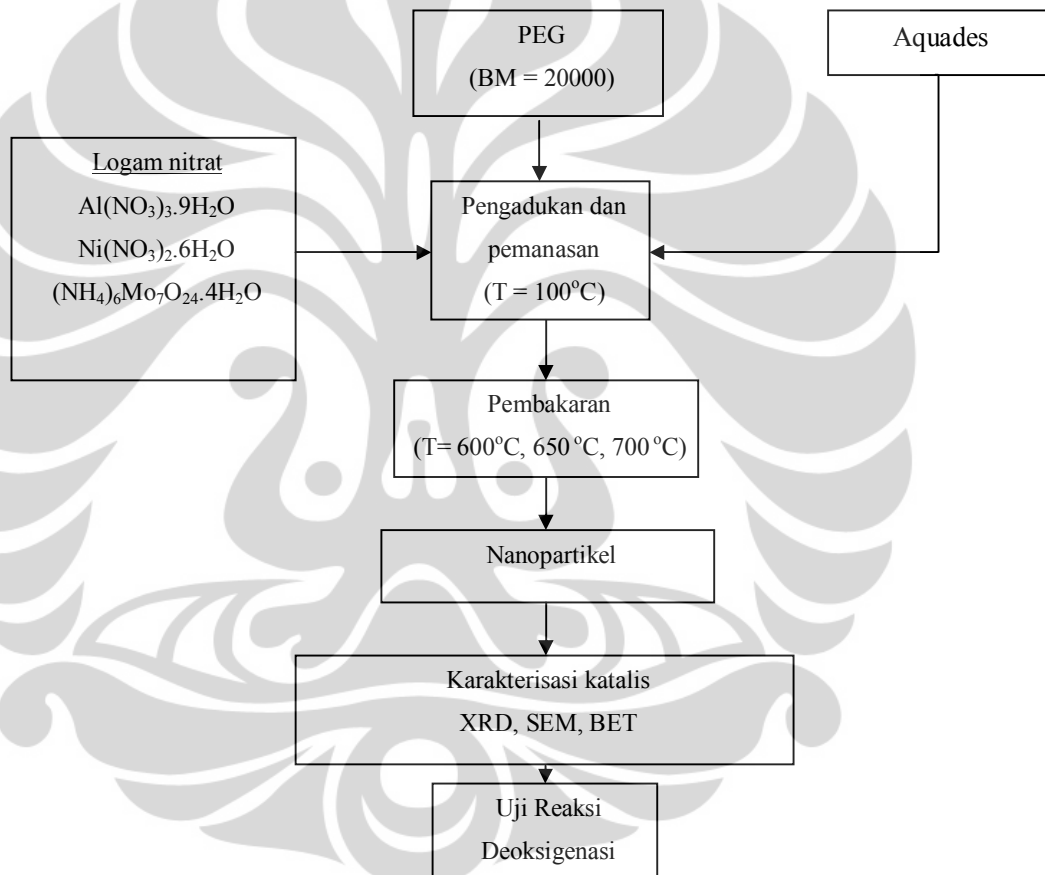 PEG
(BM = 20000)
Aquades
Logam nitrat
Al(NO₃)₃.9H₂O
Ni(NO₃)₂.6H₂O
(NH₄)₆Mo₇O₂₄.4H₂O
Pengadukan dan
pemanasan
(T = 100°C)
Pembakaran
(T= 600°C, 650 °C, 700 °C)
Nanopartikel
Karakterisasi katalis
XRD, SEM, BET
Uji Reaksi
Deoksigenasi